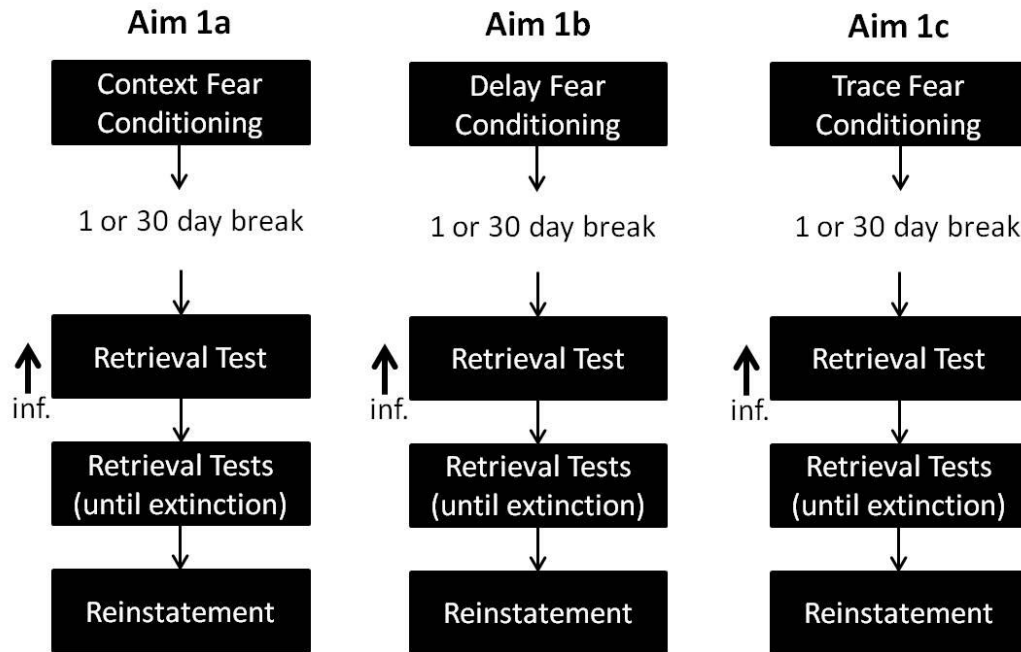 Aim 1a
Context Fear
Conditioning
1 or 30 day break
Retrieval Test
inf.
Retrieval Tests
(until extinction)
Reinstatement
Aim 1b
Delay Fear
Conditioning
1 or 30 day break
Retrieval Test
inf.
Retrieval Tests
(until extinction)
Reinstatement
Aim 1c
Trace Fear
Conditioning
1 or 30 day break
Retrieval Test
inf.
Retrieval Tests
(until extinction)
Reinstatement